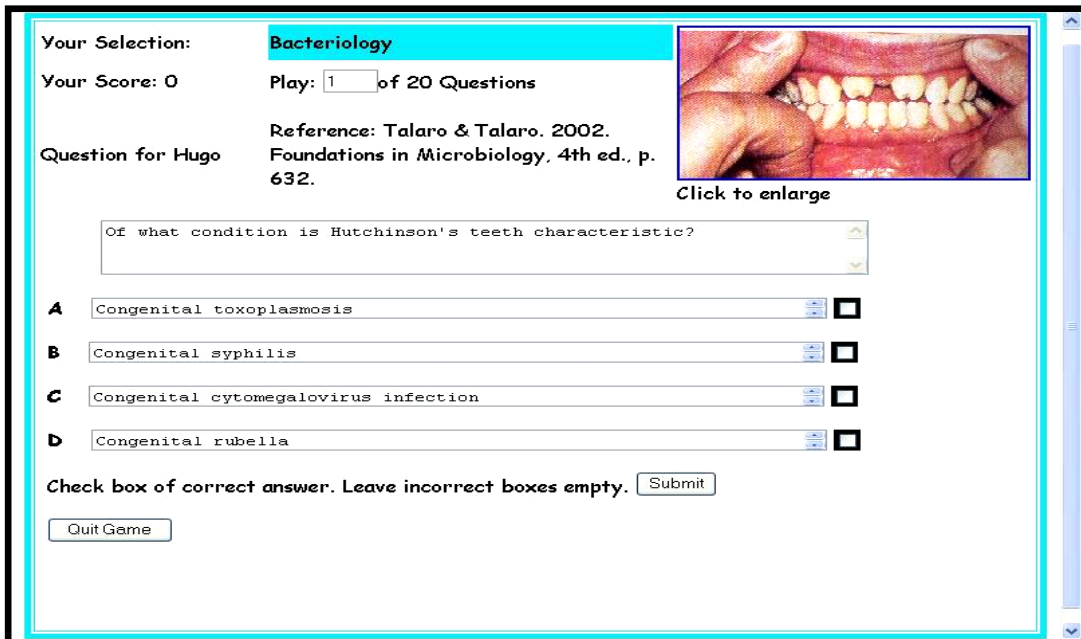 Your Selection: Bacteriology
Your Score: 0 Play: 1 of 20 Questions
Question for Hugo
Reference: Talaro & Talaro. 2002.
Foundations in Microbiology, 4th ed., p.
632.
Click to enlarge
Of what condition is Hutchinson's teeth characteristic?
A Congenital toxoplasmosis
B Congenital syphilis
C Congenital cytomegalovirus infection
D Congenital rubella
Check box of correct answer. Leave incorrect boxes empty. Submit
Quit Game